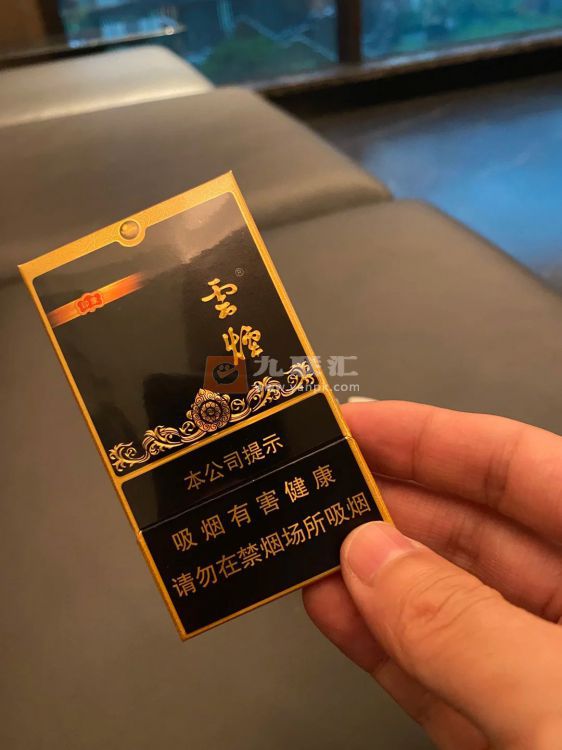 雲煙®
九聚汇
本公司提示
吸烟有害健康
请勿在禁烟场所吸烟